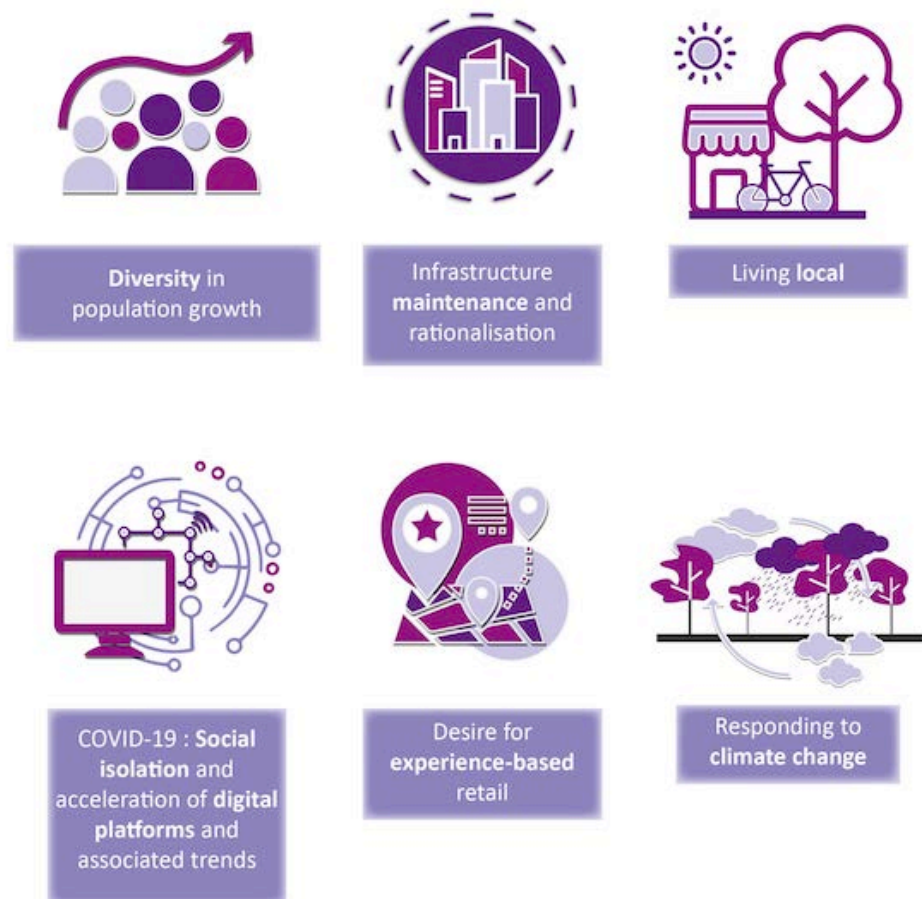 Diversity in
population growth
Infrastructure
maintenance and
rationalisation
Living local
COVID-19 : Social
isolation and
acceleration of digital
platforms and
associated trends
Desire for
experience-based
retail
Responding to
climate change